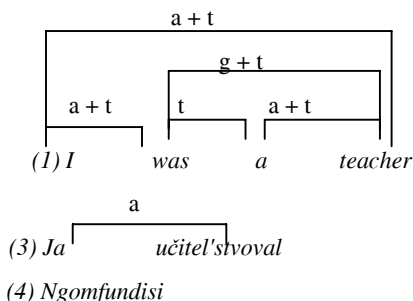 a + t
g + t
a + t t a + t
(1) I was a teacher
a
(3) Ja učitel'stvoval
(4) Ngomfundisi